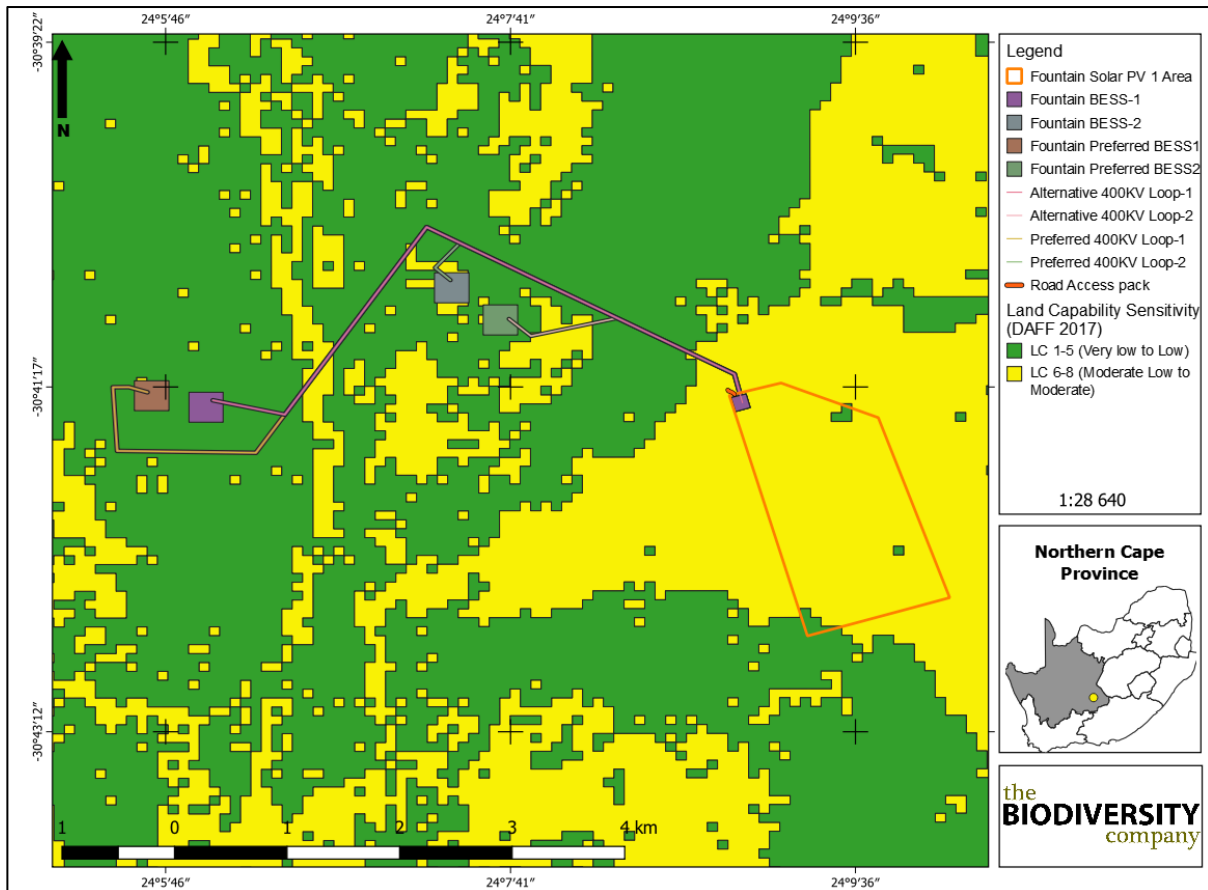 24°5′46″
24°7′41″
24°9′36″
-30°39′22″
-30°41′17″
-30°43′12″
N
1 0 1 2 3 4 km
24°5′46″
24°7′41″
24°9′36″
Legend
Fountain Solar PV 1 Area
Fountain BESS-1
Fountain BESS-2
Fountain Preferred BESS1
Fountain Preferred BESS2
Alternative 400KV Loop-1
Alternative 400KV Loop-2
Preferred 400KV Loop-1
Preferred 400KV Loop-2
Road Access pack
Land Capability Sensitivity
(DAFF 2017)
LC 1-5 (Very low to Low)
LC 6-8 (Moderate Low to
Moderate)
1:28 640
Northern Cape
Province
the
BIODIVERSITY
company